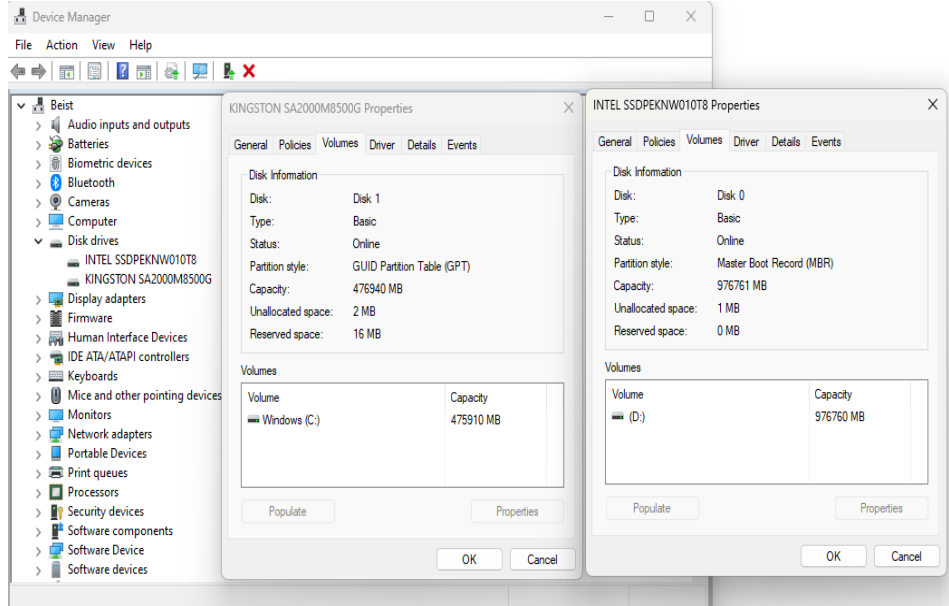 Device Manager
File Action View Help
Beist
Audio inputs and outputs
Batteries
Biometric devices
Bluetooth
Cameras
Computer
Disk drives
INTEL SSDPEKNW010T8
KINGSTON SA2000M8500G
Display adapters
Firmware
Human Interface Devices
IDE ATA/ATAPI controllers
Keyboards
Mice and other pointing devices
Monitors
Network adapters
Portable Devices
Print queues
Processors
Security devices
Software components
Software Device
Software devices
KINGSTON SA2000M8500G Properties
General Policies Volumes Driver Details Events
Disk Information
Disk: Disk 1
Type: Basic
Status: Online
Partition style: GUID Partition Table (GPT)
Capacity: 476940 MB
Unallocated space: 2 MB
Reserved space: 16 MB
Volumes
Volume Capacity
Windows (C:) 475910 MB
Populate Properties
OK Cancel
INTEL SSDPEKNW010T8 Properties
General Policies Volumes Driver Details Events
Disk Information
Disk: Disk 0
Type: Basic
Status: Online
Partition style: Master Boot Record (MBR)
Capacity: 976761 MB
Unallocated space: 1 MB
Reserved space: 0 MB
Volumes
Volume Capacity
(D:) 976760 MB
Populate Properties
OK Cancel